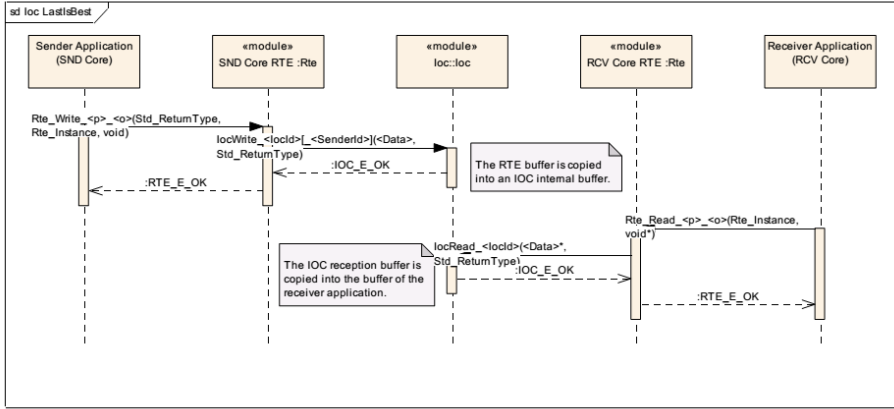 sd Ioc LastIsBest
Sender Application
(SND Core)
«module»
SND Core RTE :Rte
«module»
Ioc::Ioc
«module»
RCV Core RTE :Rte
Receiver Application
(RCV Core)
Rte_Write_<p>_<o>(Std_ReturnType,
Rte_Instance, void)
IocWrite_<IocId>[_<SenderId>](<Data>,
Std_ReturnType)
:IOC_E_OK
The RTE buffer is copied
into an IOC internal buffer.
:RTE_E_OK
Rte_Read_<p>_<o>(Rte_Instance,
void*)
IocRead_<IocId>(<Data>*,
Std_ReturnType)
The IOC reception buffer is
copied into the buffer of the
receiver application.
:IOC_E_OK
:RTE_E_OK